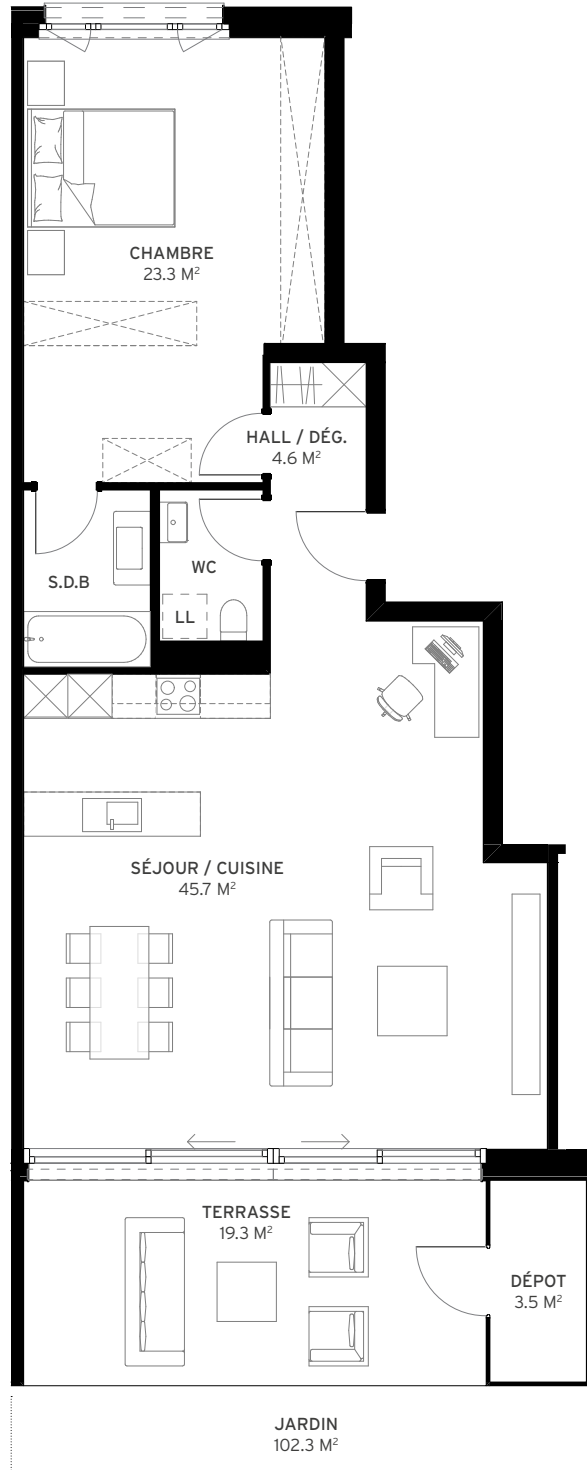 CHAMBRE
23.3 M²
HALL / DÉG.
4.6 M²
S.D.B
WC
LL
SÉJOUR / CUISINE
45.7 M²
TERRASSE
19.3 M²
DÉPOT
3.5 M²
JARDIN
102.3 M²